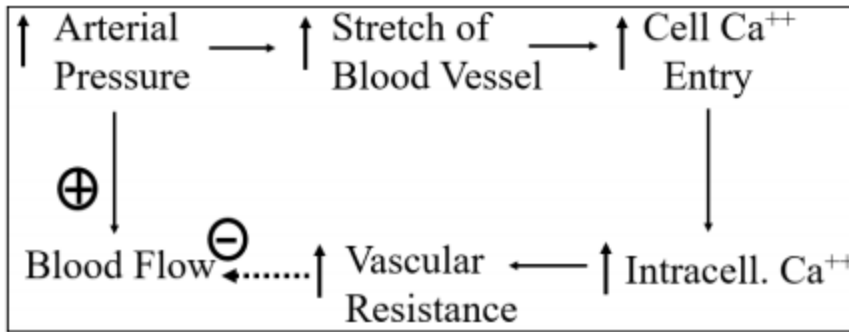 ↑ Arterial Pressure → ↑ Stretch of Blood Vessel → ↑ Cell Ca⁺⁺ Entry
⊕
Blood Flow ⊖ ↑ Vascular Resistance ← ↑ Intracell. Ca⁺⁺